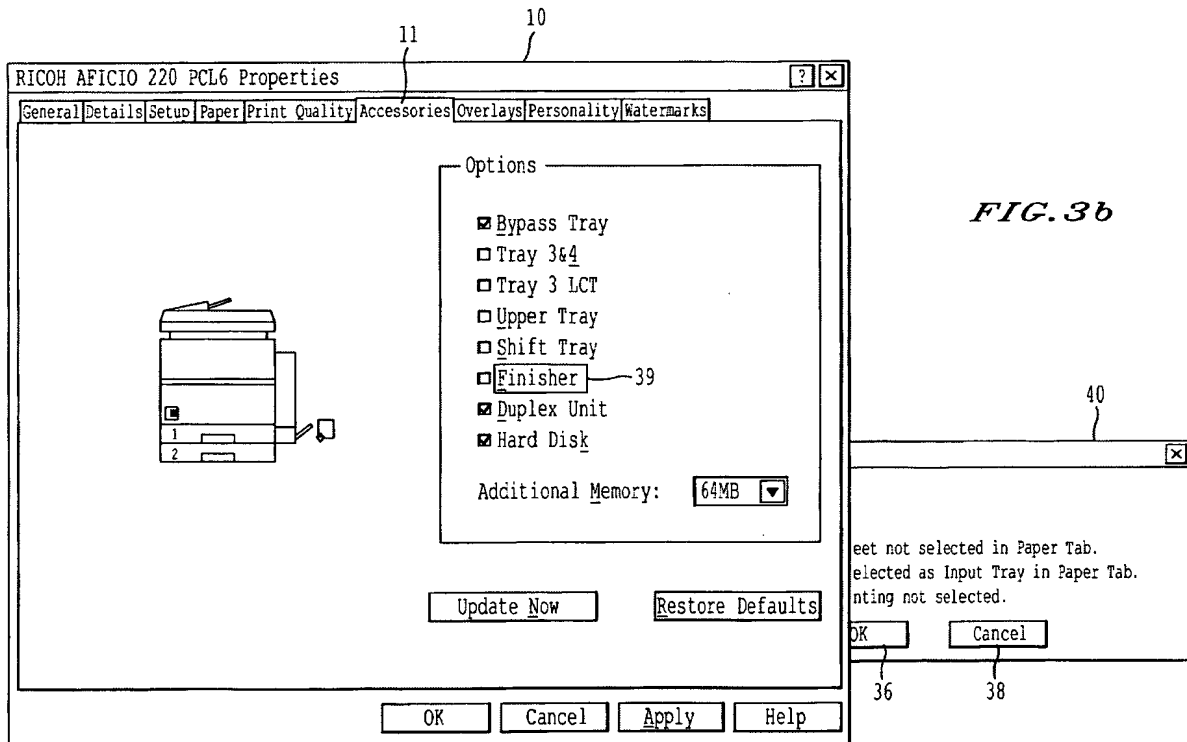 10
11
RICOH AFICIO 220 PCL6 Properties ? ×
General Details Setup Paper Print Quality Accessories Overlays Personality Watermarks
Options
Bypass Tray
Tray 3&4
Tray 3 LCT
Upper Tray
Shift Tray
Finisher 39
Duplex Unit
Hard Disk
Additional Memory: 64MB
1
2
Update Now Restore Defaults
OK Cancel Apply Help
FIG. 3b
40
×
eet not selected in Paper Tab.
elected as Input Tray in Paper Tab.
nting not selected.
OK Cancel
36 38